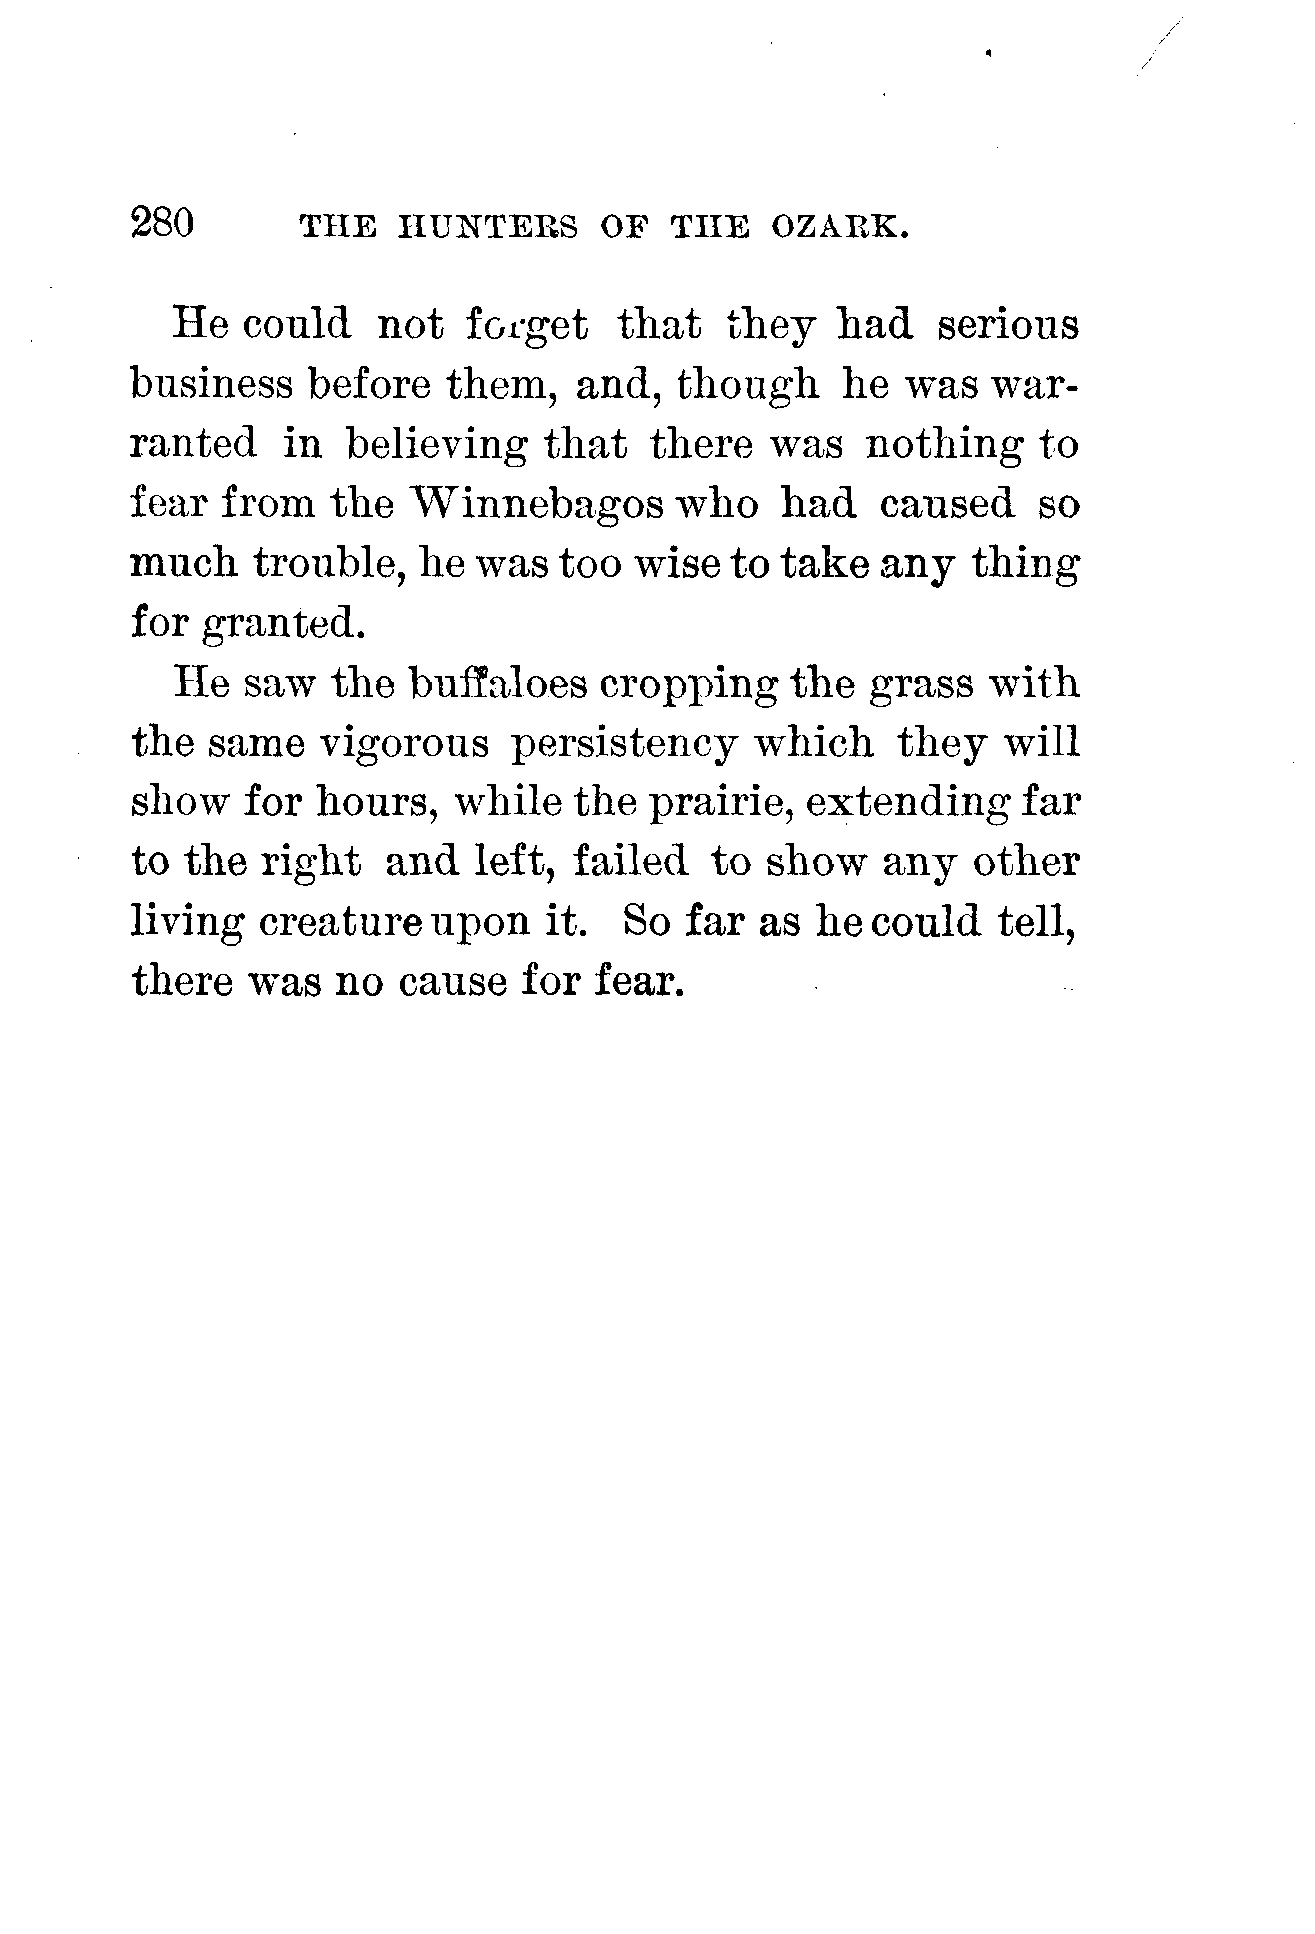 280 THE HUNTERS OF THE OZARK.
He could not forget that they had serious
business before them, and, though he was war-
ranted in believing that there was nothing to
fear from the Winnebagos who had caused so
much trouble, he was too wise to take any thing
for granted.
He saw the buffaloes cropping the grass with
the same vigorous persistency which they will
show for hours, while the prairie, extending far
to the right and left, failed to show any other
living creature upon it. So far as he could tell,
there was no cause for fear.